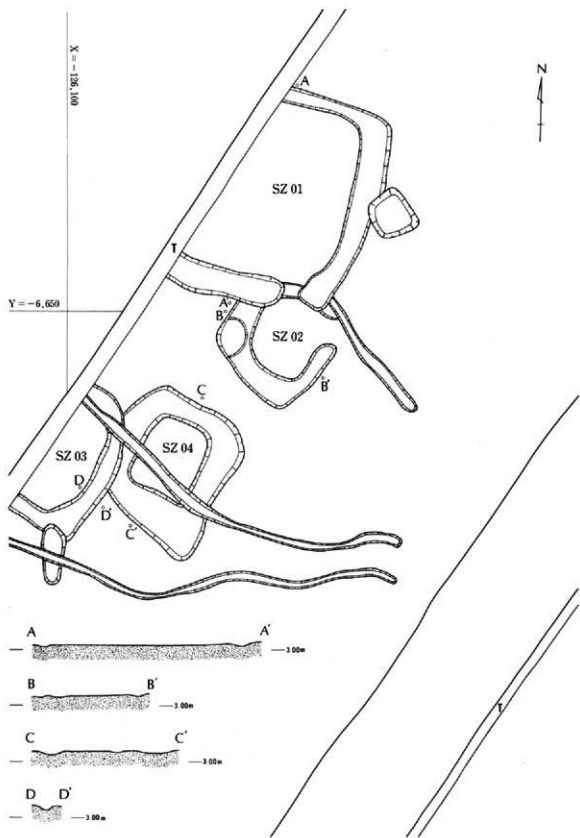 X=-126,100
N
A
SZ 01
T
Y=-6,650
A
B
SZ 02
B'
C
SZ 03
SZ 04
D
D'
C'
A A'
3.00m
B B'
3.00m
C C'
3.00m
D D'
3.00m
T